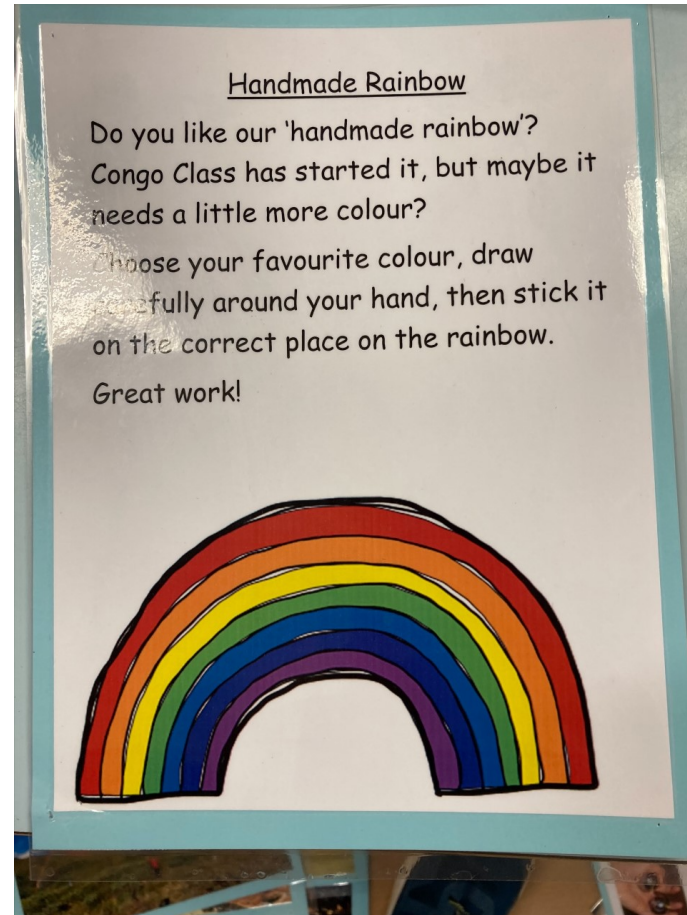 Handmade Rainbow
Do you like our ‘handmade rainbow’?
Congo Class has started it, but maybe it
needs a little more colour?
Choose your favourite colour, draw
carefully around your hand, then stick it
on the correct place on the rainbow.
Great work!